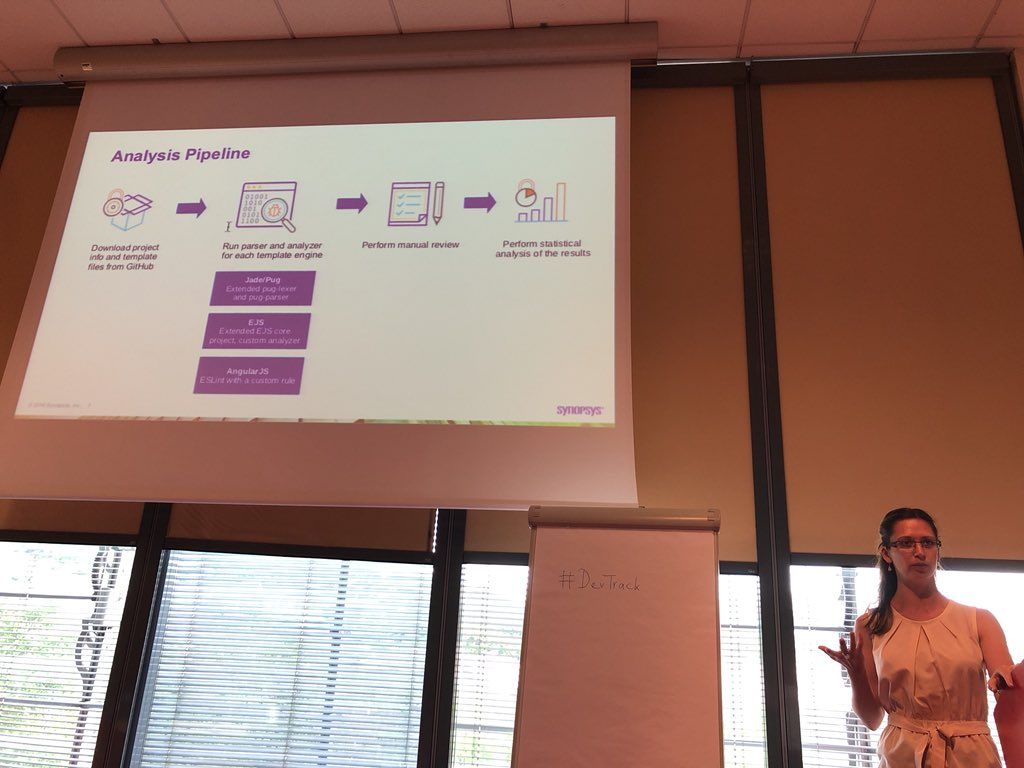 Analysis Pipeline
Download project
info and template
files from GitHub
Run parser and analyzer
for each template engine
Perform manual review
Perform statistical
analysis of the results
Jade/Pug
Extended pug-lexer
and pug-parser
EJS
Extended EJS core
project, custom analyzer
AngularJS
ESLint with a custom rule
SYNOPSYS
#DevTrack